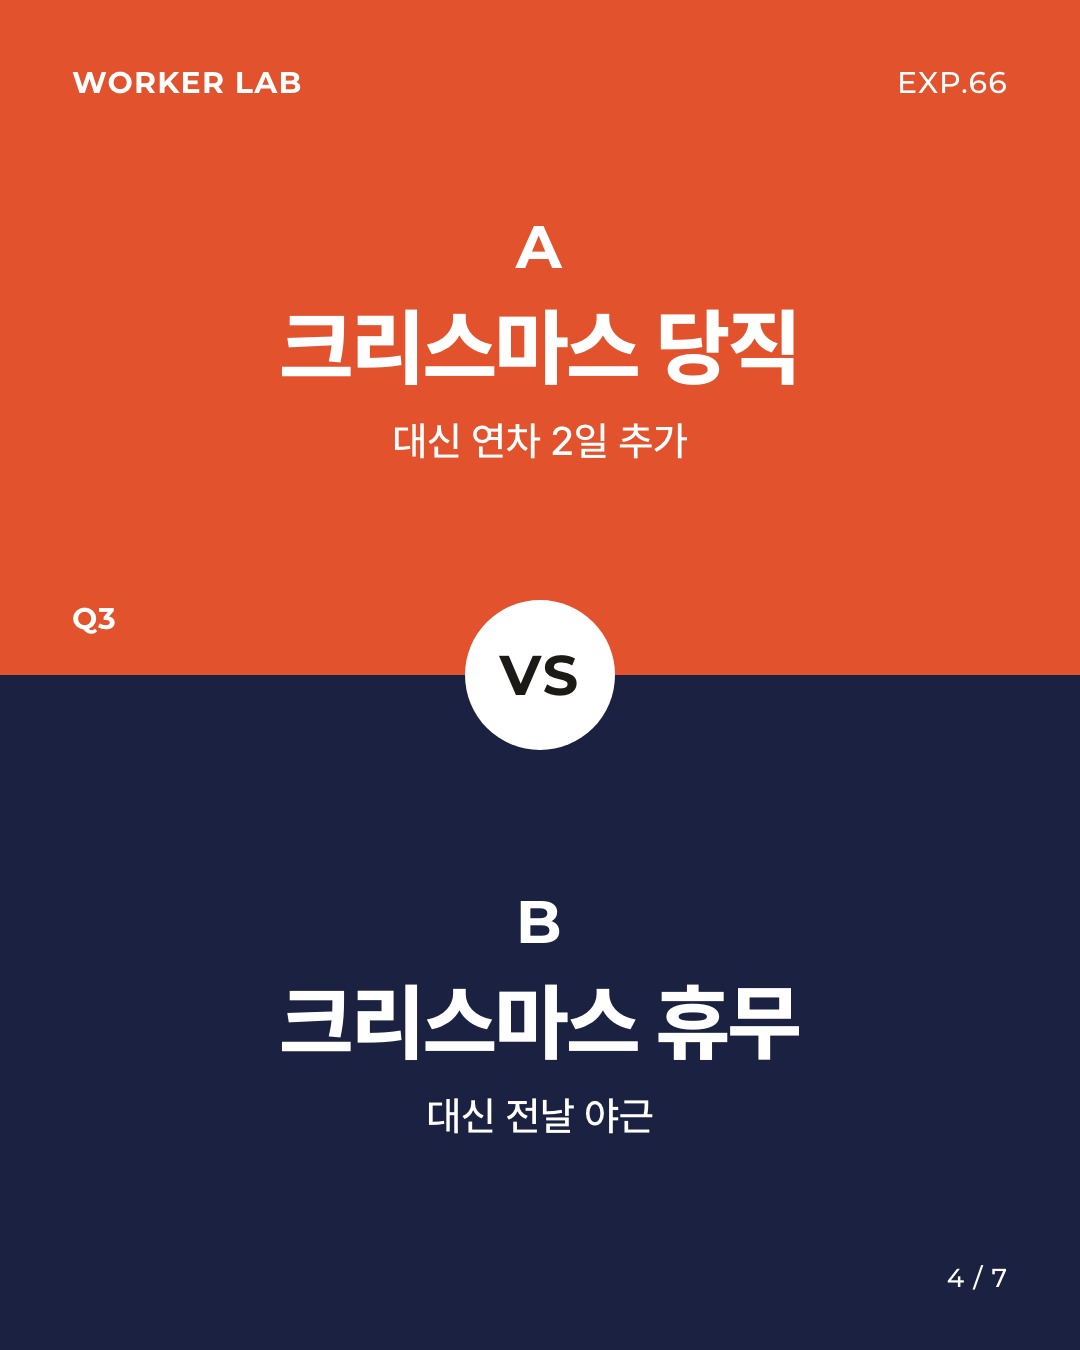 WORKER LAB
EXP.66
A
크리스마스 당직
대신 연차 2일 추가
Q3
VS
B
크리스마스 휴무
대신 전날 야근
4 / 7